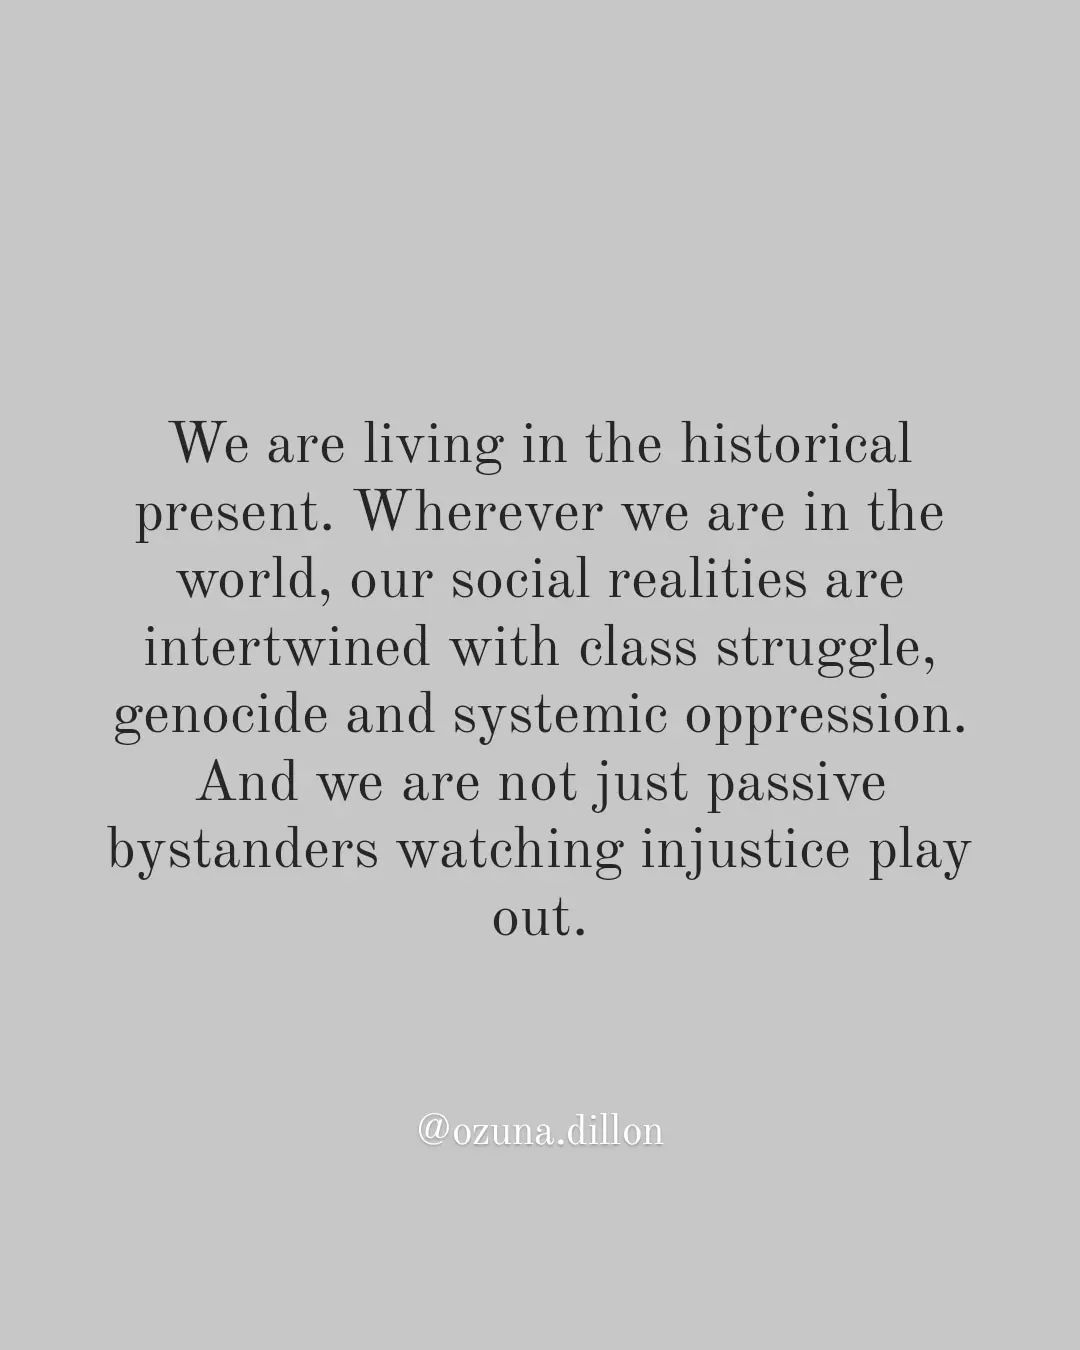 We are living in the historical
present. Wherever we are in the
world, our social realities are
intertwined with class struggle,
genocide and systemic oppression.
And we are not just passive
bystanders watching injustice play
out.
@ozuna.dillon